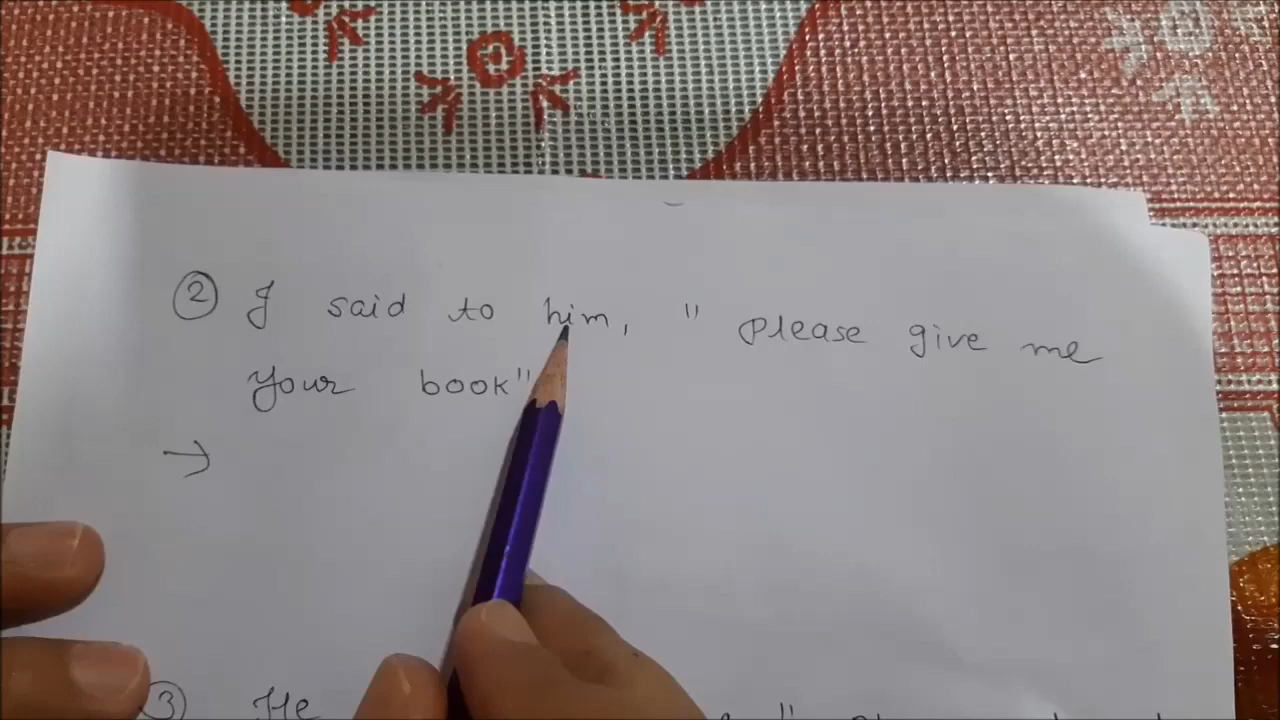 ② I said to him, " Please give me
your book"
→
③ He